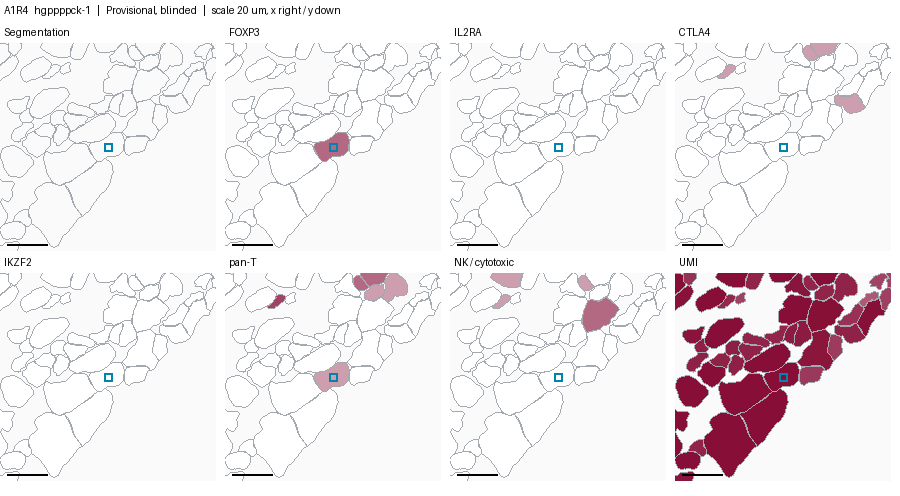 A1R4 hgppppck-1 | Provisional, blinded | scale 20 um, x right / y down
Segmentation
FOXP3
IL2RA
CTLA4
IKZF2
pan-T
NK / cytotoxic
UMI